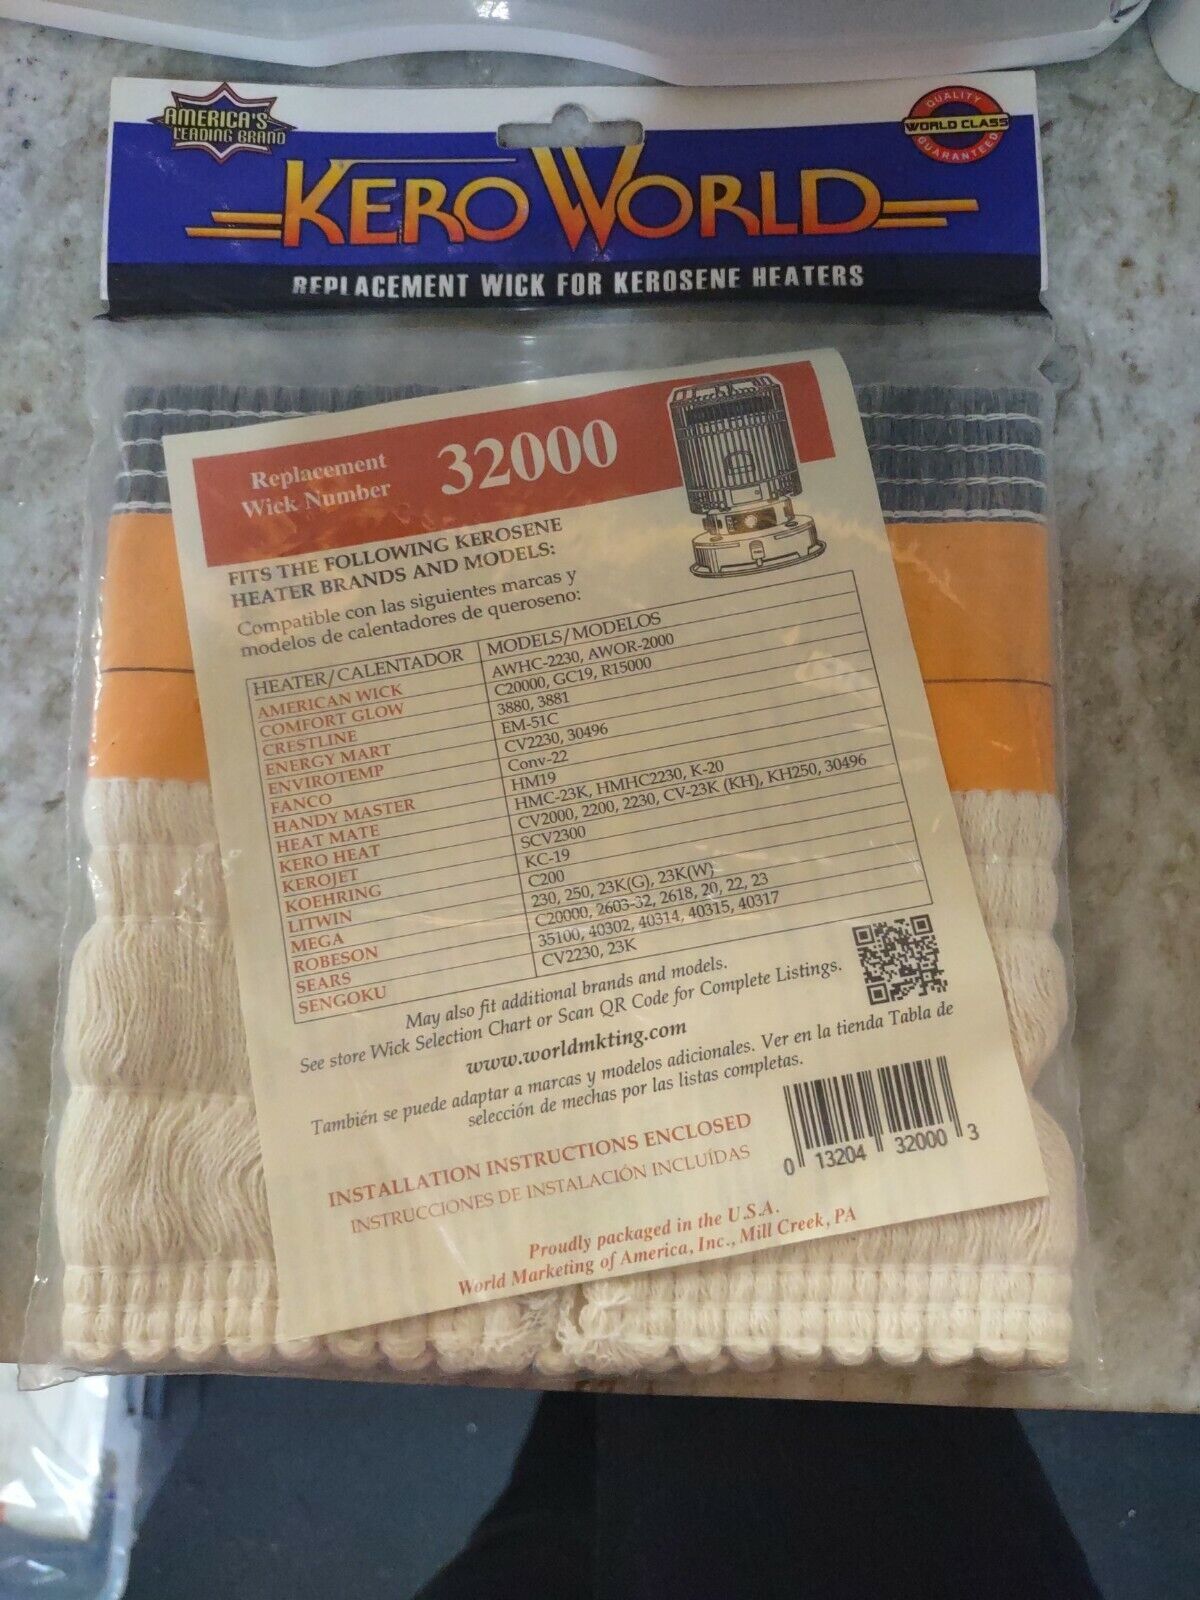 AMERICA'S
LEADING BRAND
QUALITY
WORLD CLASS
GUARANTEED
KERO WORLD
REPLACEMENT WICK FOR KEROSENE HEATERS
Replacement
Wick Number
32000
FITS THE FOLLOWING KEROSENE
HEATER BRANDS AND MODELS:
Compatible con las siguientes marcas y
modelos de calentadores de queroseno:
HEATER/CALENTADOR MODELS/MODELOS
AMERICAN WICK AWHC-2230, AWOR-2000
COMFORT GLOW C20000, GC19, R15000
CRESTLINE 3880, 3881
ENERGY MART EM-51C
ENVIROTEMP CV2230, 30496
FANCO Conv-22
HANDY MASTER HM19
HEAT MATE HMC-23K, HMHC2230, K-20
KERO HEAT CV2000, 2200, 2230, CV-23K (KH), KH250, 30496
KEROJET SCV2300
KOEHRING KC-19
LITWIN C200
MEGA 230, 250, 23K(G), 23K(W)
ROBESON C20000, 2603-32, 2618, 20, 22, 23
SEARS 35100, 40302, 40314, 40315, 40317
SENGOKU CV2230, 23K
May also fit additional brands and models.
See store Wick Selection Chart or Scan QR Code for Complete Listings.
www.worldmkting.com
También se puede adaptar a marcas y modelos adicionales. Ver en la tienda Tabla de
selección de mechas por las listas completas.
INSTALLATION INSTRUCTIONS ENCLOSED
INSTRUCCIONES DE INSTALACIÓN INCLUÍDAS
0 13204 32000 3
Proudly packaged in the U.S.A.
World Marketing of America, Inc., Mill Creek, PA